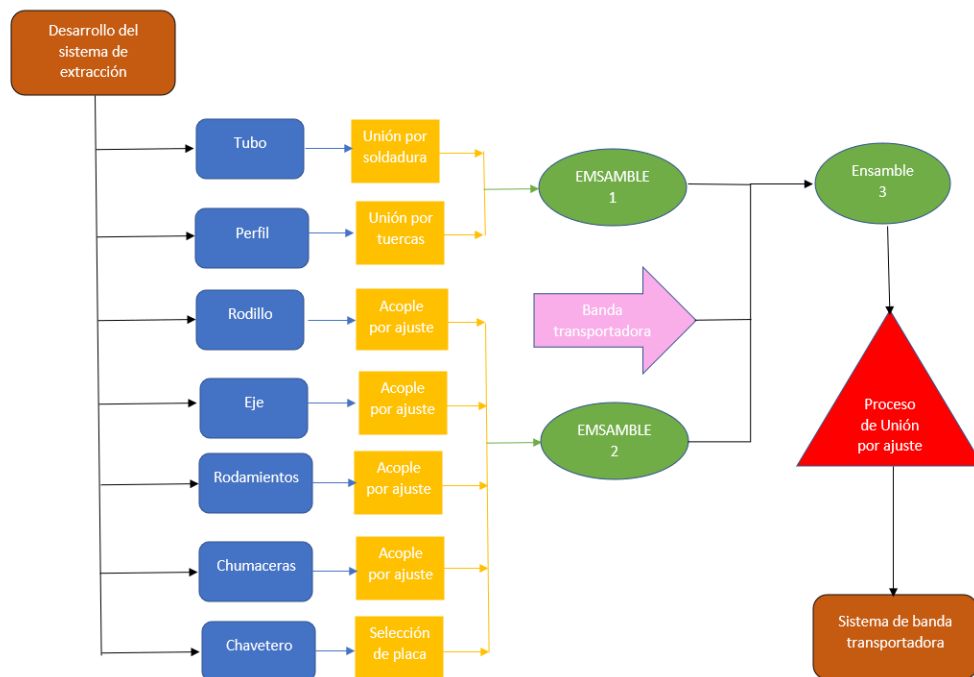 Desarrollo del
sistema de
extracción
Tubo
Unión por
soldadura
EMSAMBLE
1
Ensamble
3
Perfil
Unión por
tuercas
Rodillo
Acople
por ajuste
Banda
transportadora
Eje
Acople
por ajuste
EMSAMBLE
2
Proceso
de Unión
por ajuste
Rodamientos
Acople
por ajuste
Chumaceras
Acople
por ajuste
Chavetero
Selección
de placa
Sistema de banda
transportadora